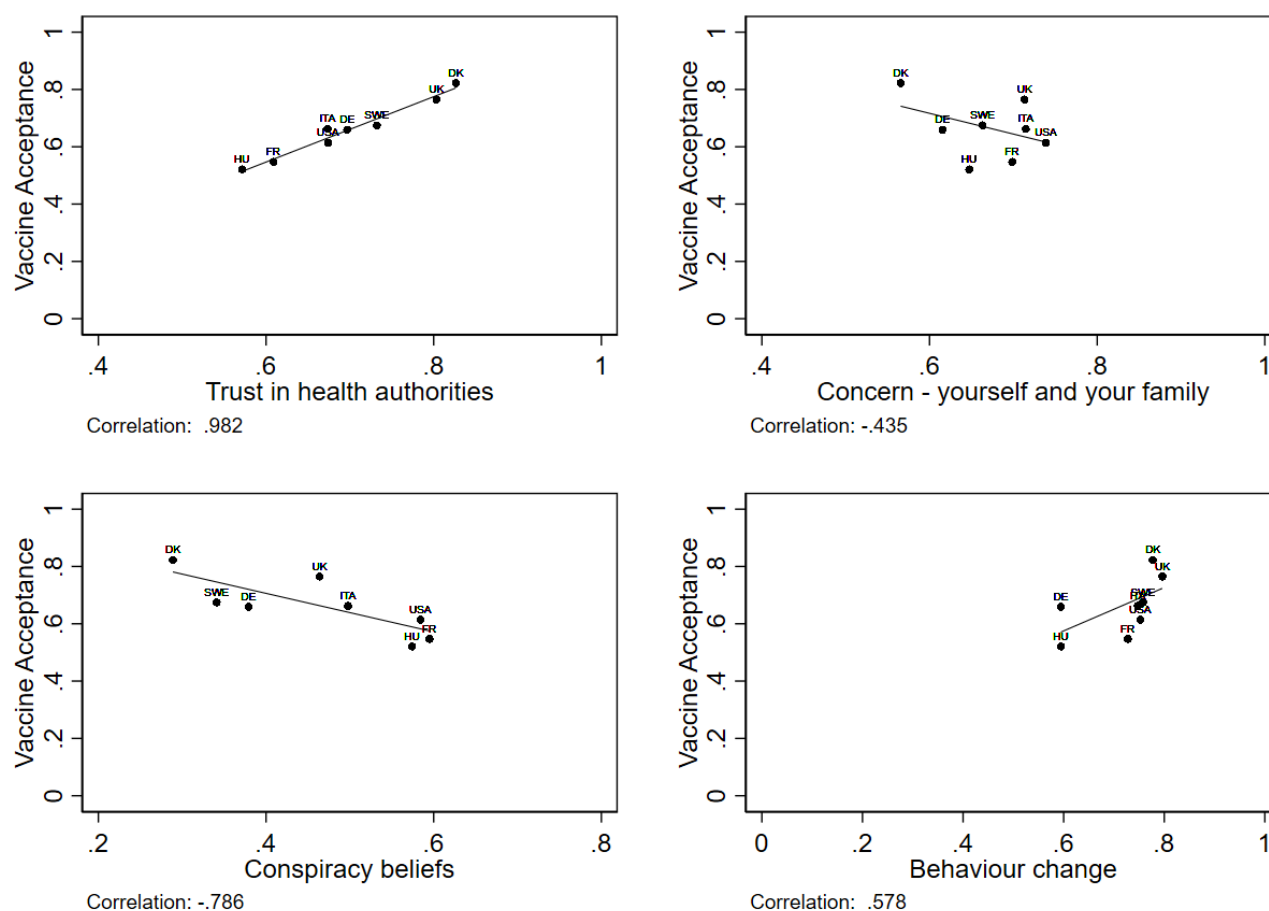 Vaccine Acceptance
1
.8
.6
.4
.2
0
DK
UK
SWE
ITA
DE
USA
FR
HU
.4
.6
.8
1
Trust in health authorities
Correlation: .982
Vaccine Acceptance
1
.8
.6
.4
.2
0
DK
UK
SWE
DE
ITA
USA
FR
HU
.4
.6
.8
1
Concern - yourself and your family
Correlation: -.435
Vaccine Acceptance
1
.8
.6
.4
.2
0
DK
UK
SWE
DE
ITA
USA
FR
HU
.2
.4
.6
.8
Conspiracy beliefs
Correlation: -.786
Vaccine Acceptance
1
.8
.6
.4
.2
0
DK
UK
DE
SWE
ITA
USA
FR
HU
0
.2
.4
.6
.8
1
Behaviour change
Correlation: .578